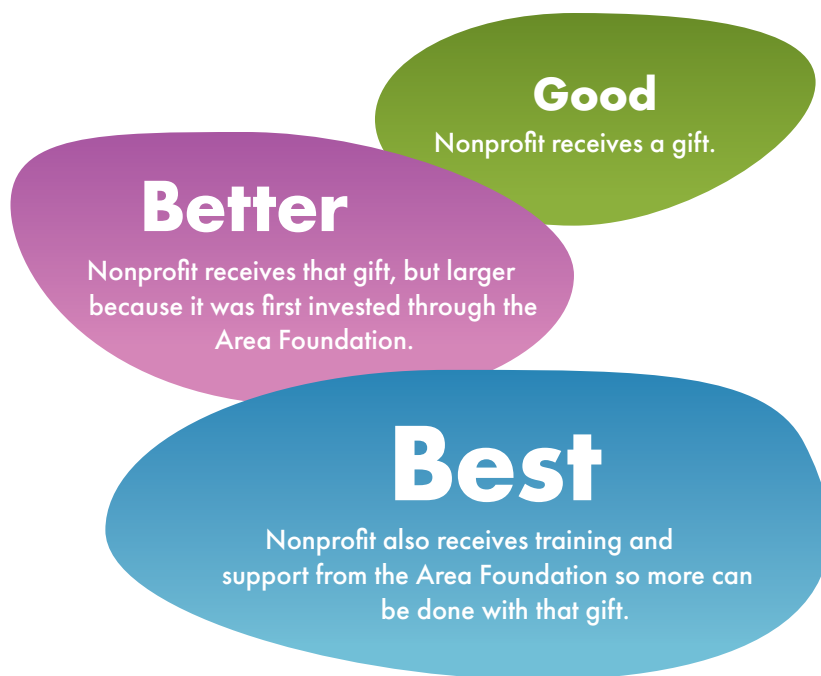 Good
Nonprofit receives a gift.
Better
Nonprofit receives that gift, but larger
because it was first invested through the
Area Foundation.
Best
Nonprofit also receives training and
support from the Area Foundation so more can
be done with that gift.